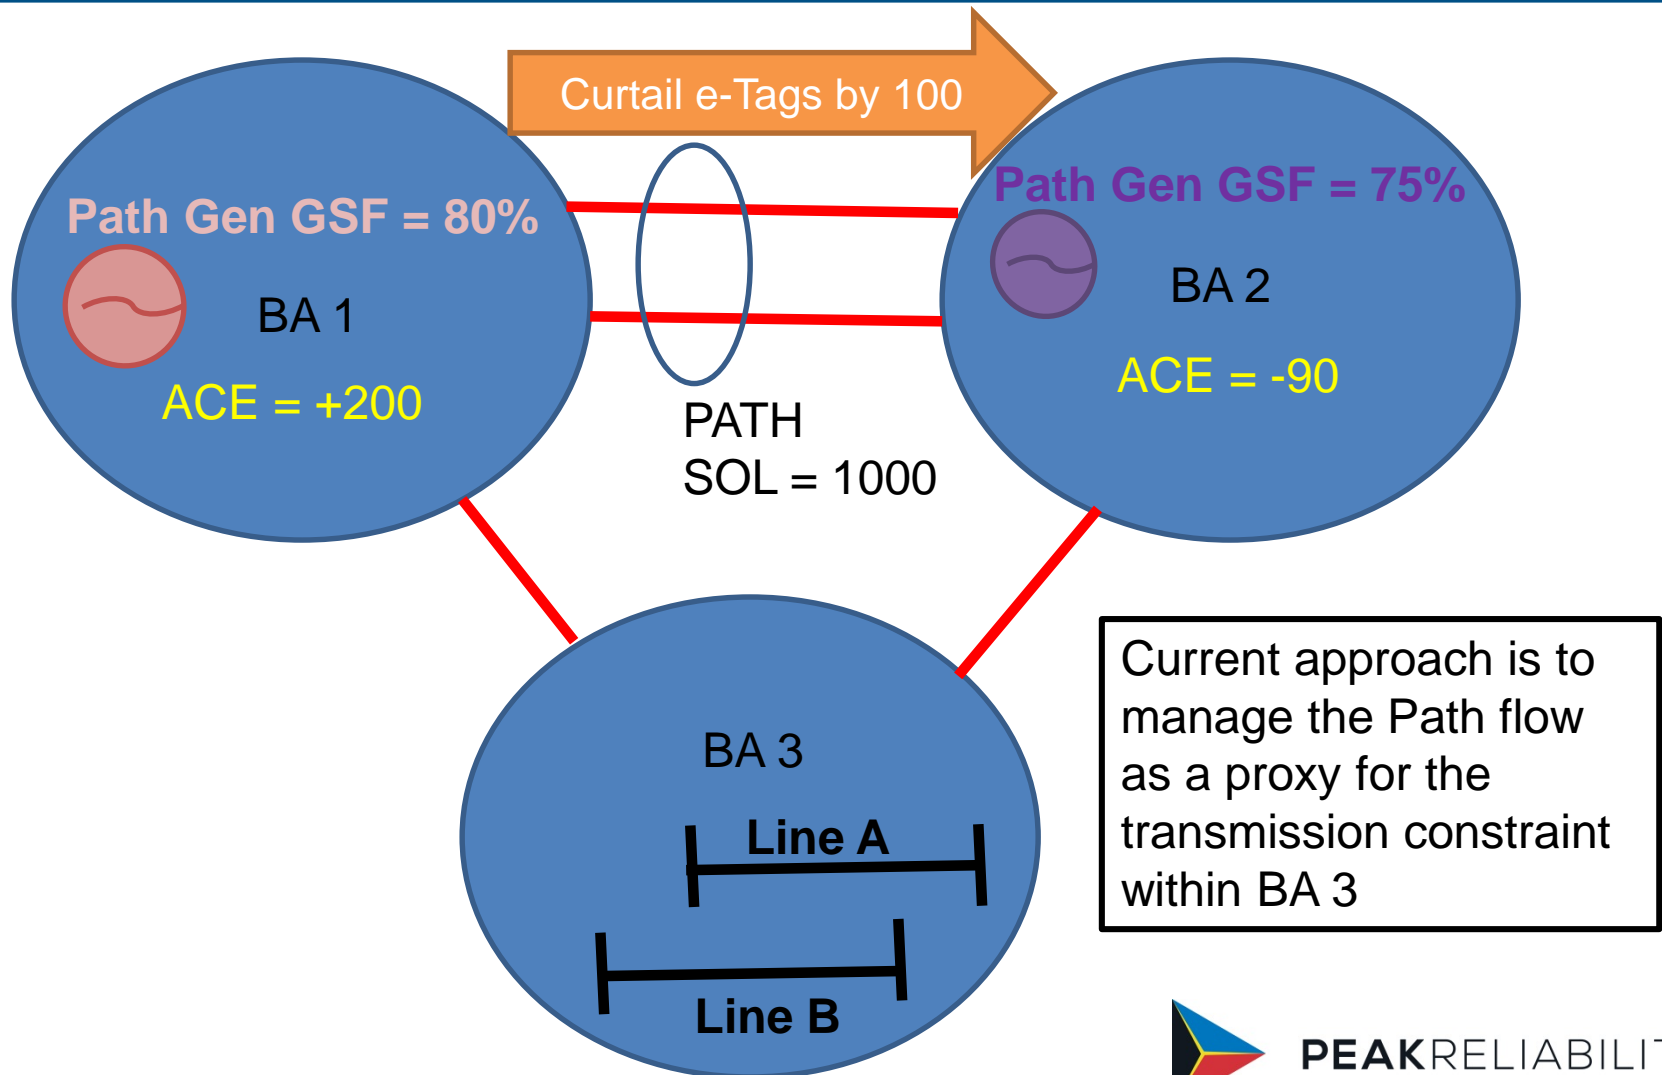 Curtail e-Tags by 100
Path Gen GSF = 80%
BA 1
ACE = +200
Path Gen GSF = 75%
BA 2
ACE = -90
PATH
SOL = 1000
BA 3
Line A
Line B
Current approach is to
manage the Path flow
as a proxy for the
transmission constraint
within BA 3
PEAKRELIABILIT